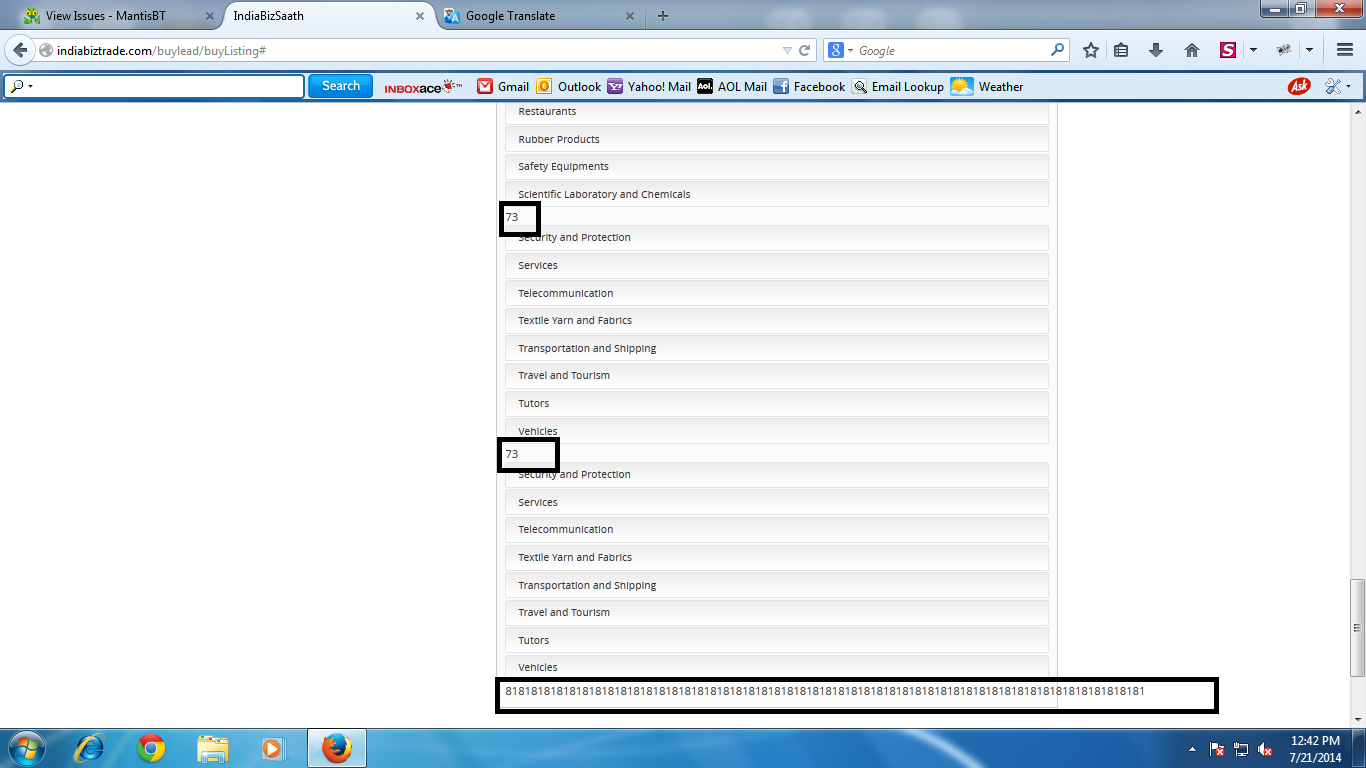 View Issues - MantisBT
IndiaBizSaath
Google Translate
indiabiztrade.com/buylead/buyListing#
Google
Search
INBOXACE
Gmail
Outlook
Yahoo! Mail
Aol.
AOL Mail
Facebook
Email Lookup
Weather
Ask
Restaurants
Rubber Products
Safety Equipments
Scientific Laboratory and Chemicals
73
Security and Protection
Services
Telecommunication
Textile Yarn and Fabrics
Transportation and Shipping
Travel and Tourism
Tutors
Vehicles
73
Security and Protection
Services
Telecommunication
Textile Yarn and Fabrics
Transportation and Shipping
Travel and Tourism
Tutors
Vehicles
8181818181818181818181818181818181818181818181818181818181818181818181818181818181818181818181818181
12:42 PM
7/21/2014